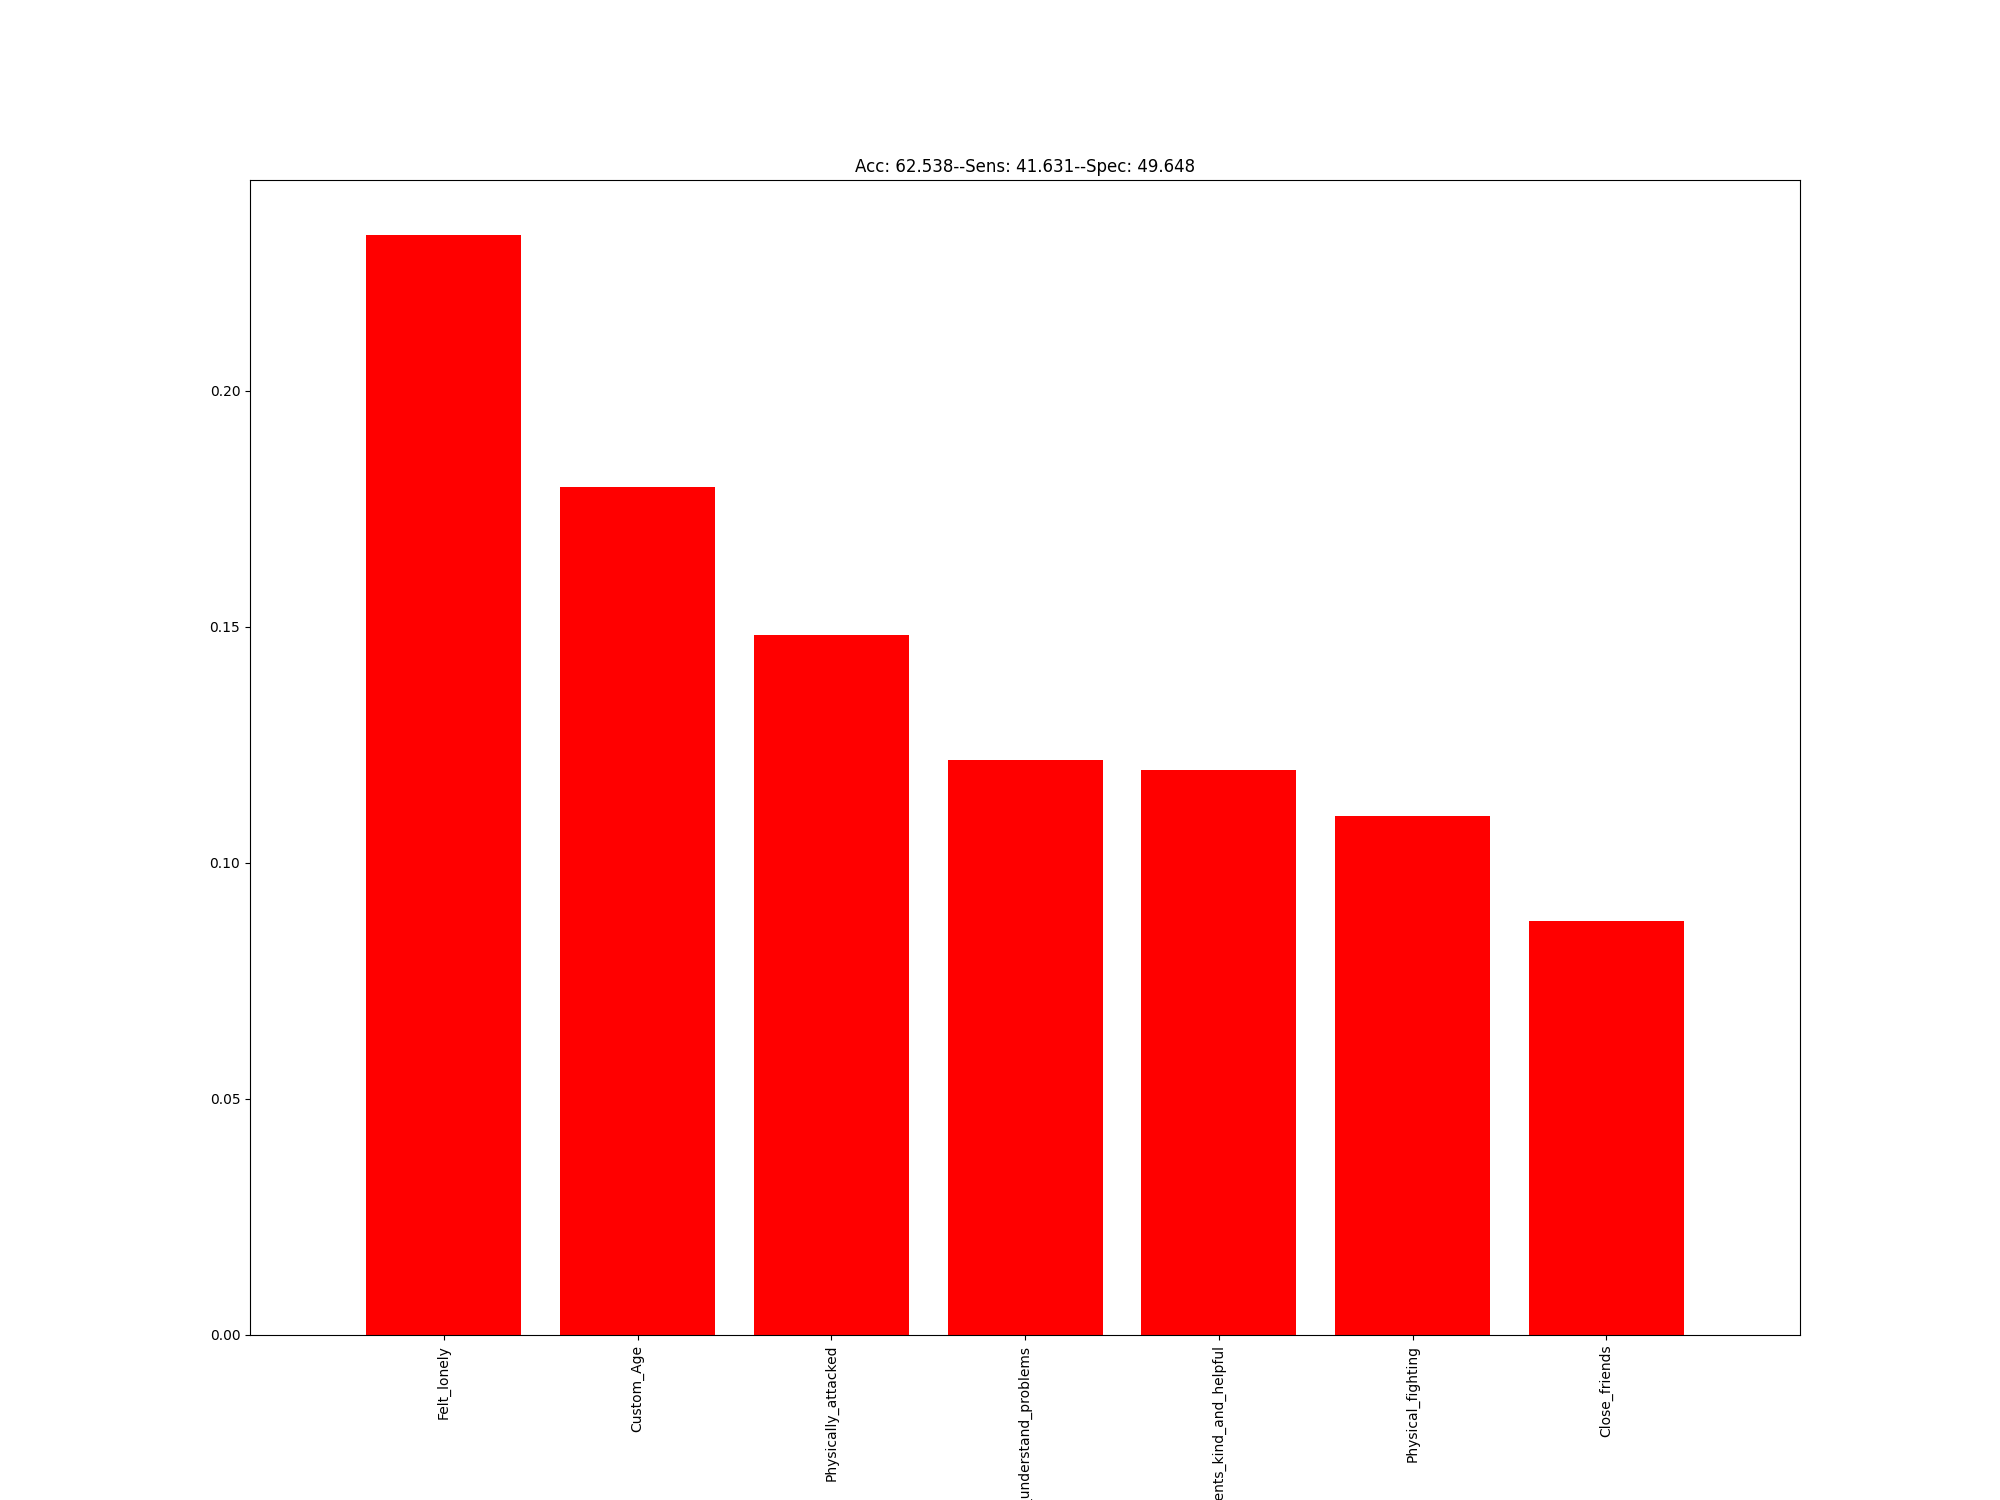 Acc: 62.538--Sens: 41.631--Spec: 49.648
0.20
0.15
0.10
0.05
0.00
Felt_lonely
Custom_Age
Physically_attacked
_understand_problems
ents_kind_and_helpful
Physical_fighting
Close_friends